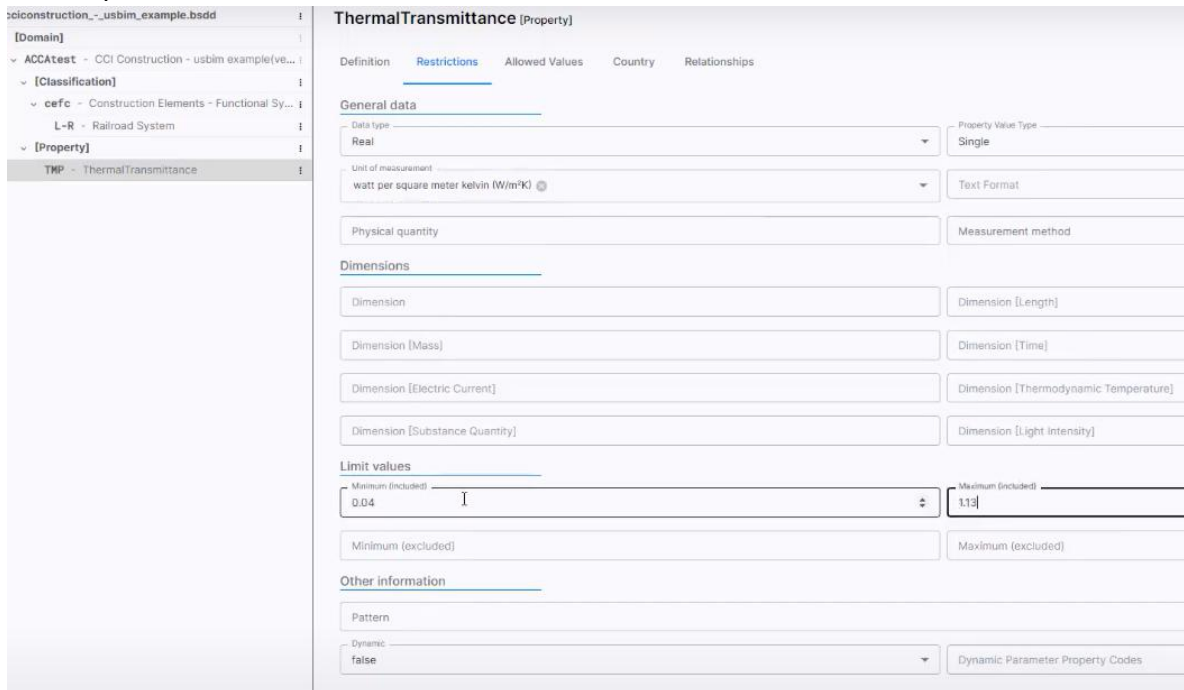 cciconstruction_-_usbim_example.bsdd
[Domain]
ACCAtest - CCI Construction - usbim example(ve...
[Classification]
cefc - Construction Elements - Functional Sy...
L-R - Railroad System
[Property]
TMP - ThermalTransmittance
ThermalTransmittance [Property]
Definition Restrictions Allowed Values Country Relationships
General data
Data type Property Value Type
Real Single
Unit of measurement
watt per square meter kelvin (W/m²K) Text Format
Physical quantity Measurement method
Dimensions
Dimension Dimension [Length]
Dimension [Mass] Dimension [Time]
Dimension [Electric Current] Dimension [Thermodynamic Temperature]
Dimension [Substance Quantity] Dimension [Light Intensity]
Limit values
Minimum (included) Maximum (included)
0.04 1.13
Minimum (excluded) Maximum (excluded)
Other information
Pattern
Dynamic
false Dynamic Parameter Property Codes